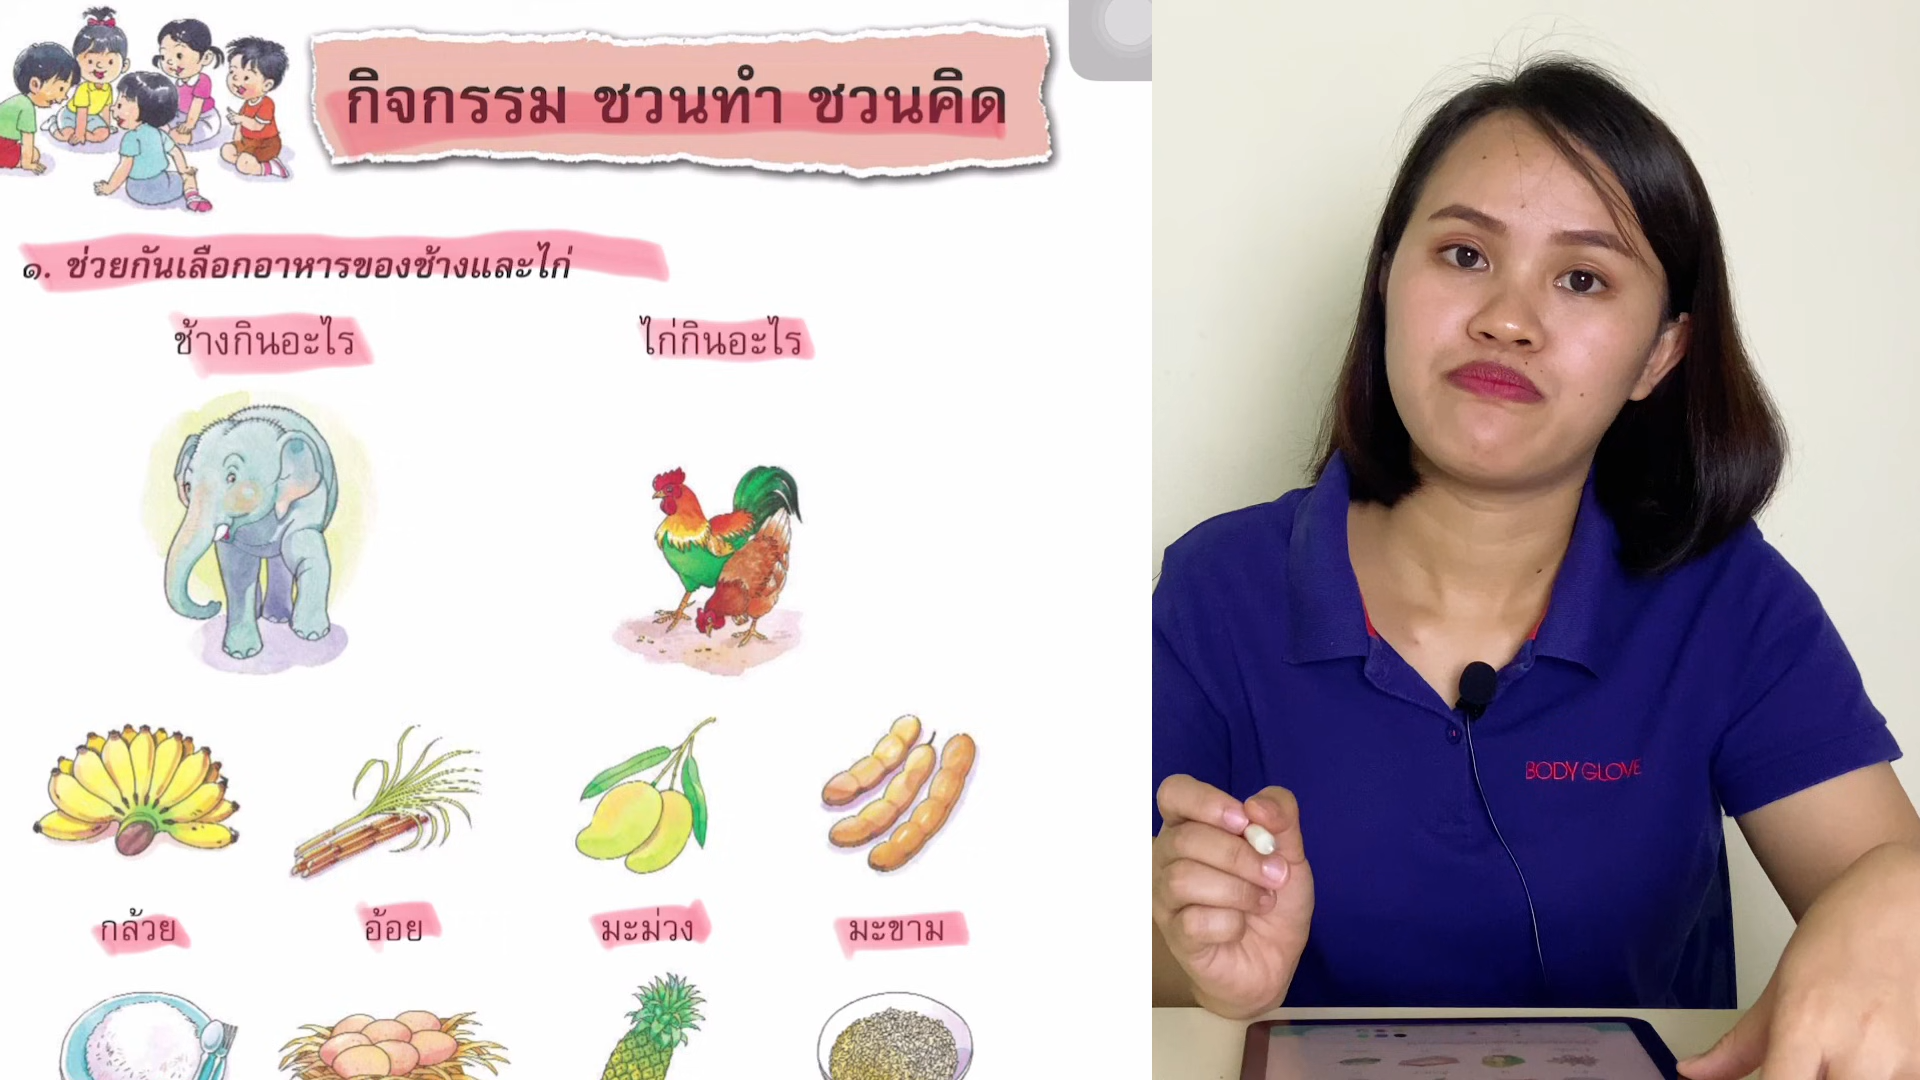 กิจกรรม ชวนทำ ชวนคิด
๑. ช่วยกันเลือกอาหารของช้างและไก่
ช้างกินอะไร ไก่กินอะไร
กล้วย อ้อย มะม่วง มะขาม
BODY GLOVE